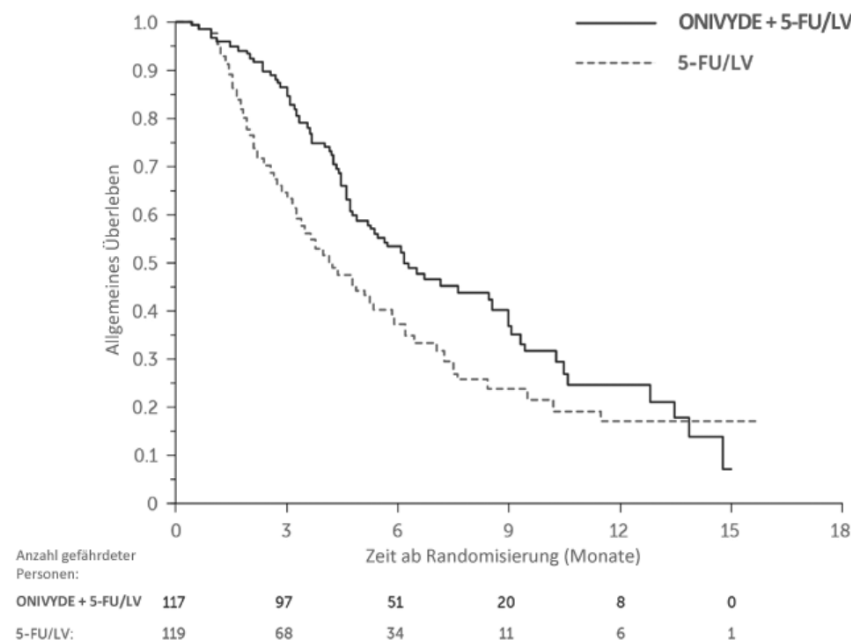 ONIVYDE + 5-FU/LV
5-FU/LV
Allgemeines Überleben
1.0
0.9
0.8
0.7
0.6
0.5
0.4
0.3
0.2
0.1
0
0 3 6 9 12 15 18
Zeit ab Randomisierung (Monate)
Anzahl gefährdeter
Personen:
ONIVYDE + 5-FU/LV 117 97 51 20 8 0
5-FU/LV: 119 68 34 11 6 1